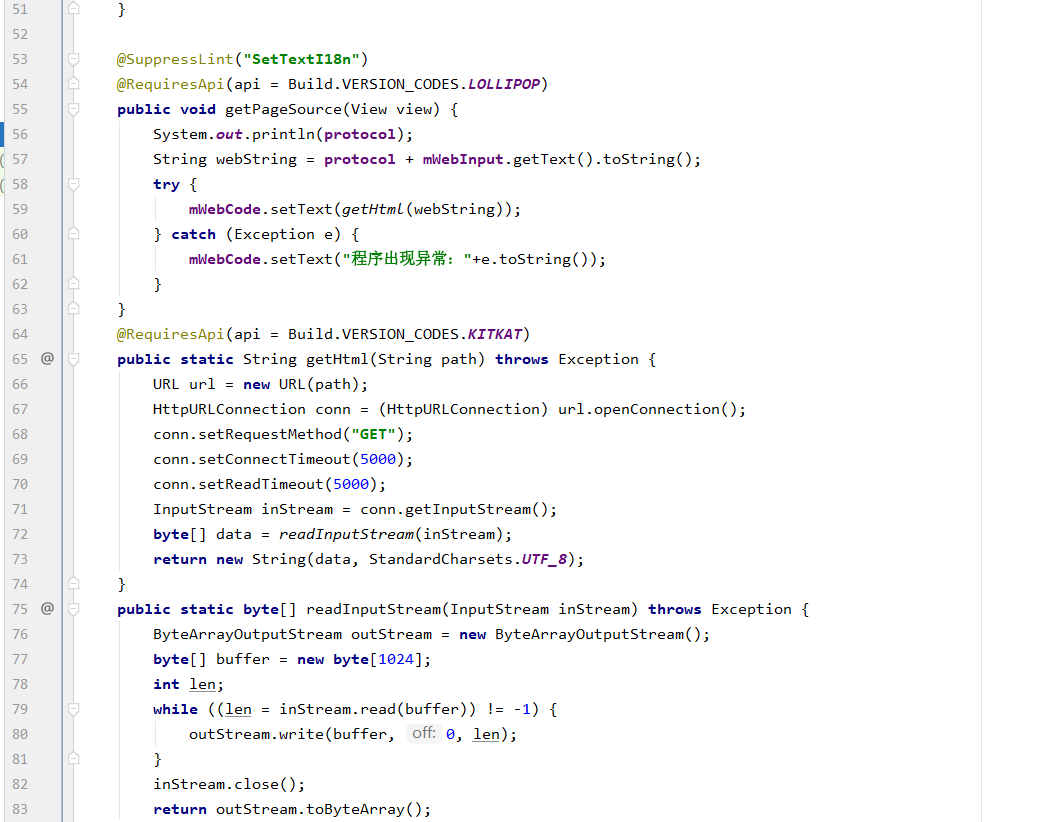 51 }
52
53 @SuppressLint("SetTextI18n")
54 @RequiresApi(api = Build.VERSION_CODES.LOLLIPOP)
55 public void getPageSource(View view) {
56 System.out.println(protocol);
57 String webString = protocol + mWebInput.getText().toString();
58 try {
59 mWebCode.setText(getHtml(webString));
60 } catch (Exception e) {
61 mWebCode.setText("程序出现异常："+e.toString());
62 }
63 }
64 @RequiresApi(api = Build.VERSION_CODES.KITKAT)
65 @ public static String getHtml(String path) throws Exception {
66 URL url = new URL(path);
67 HttpURLConnection conn = (HttpURLConnection) url.openConnection();
68 conn.setRequestMethod("GET");
69 conn.setConnectTimeout(5000);
70 conn.setReadTimeout(5000);
71 InputStream inStream = conn.getInputStream();
72 byte[] data = readInputStream(inStream);
73 return new String(data, StandardCharsets.UTF_8);
74 }
75 @ public static byte[] readInputStream(InputStream inStream) throws Exception {
76 ByteArrayOutputStream outStream = new ByteArrayOutputStream();
77 byte[] buffer = new byte[1024];
78 int len;
79 while ((len = inStream.read(buffer)) != -1) {
80 outStream.write(buffer, off: 0, len);
81 }
82 inStream.close();
83 return outStream.toByteArray();